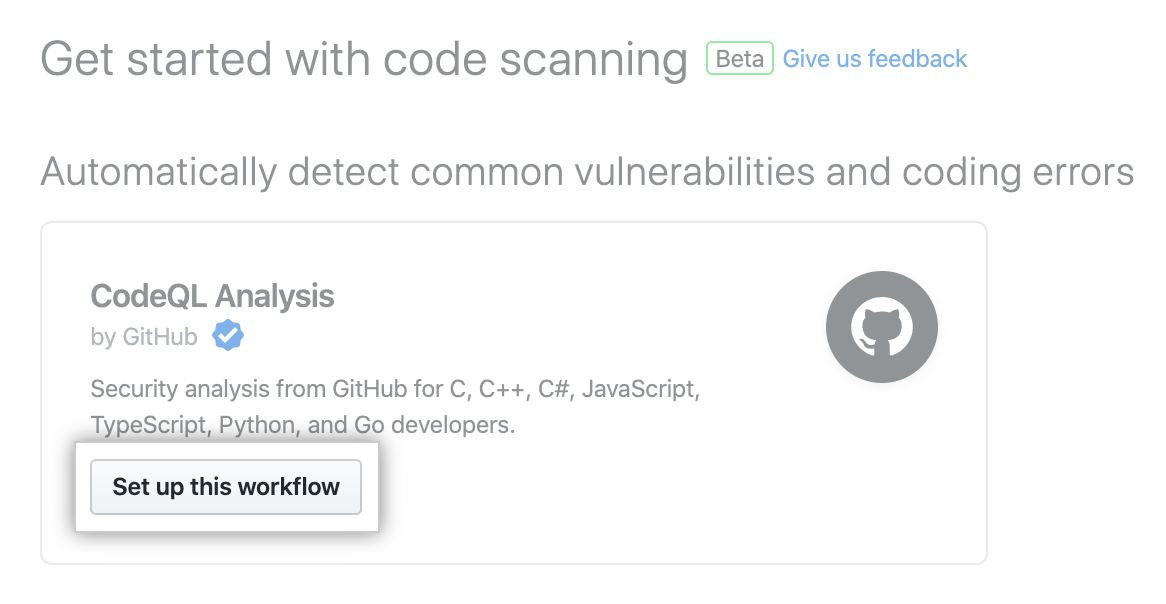 Get started with code scanning Beta Give us feedback
Automatically detect common vulnerabilities and coding errors
CodeQL Analysis
by GitHub
Security analysis from GitHub for C, C++, C#, JavaScript,
TypeScript, Python, and Go developers.
Set up this workflow